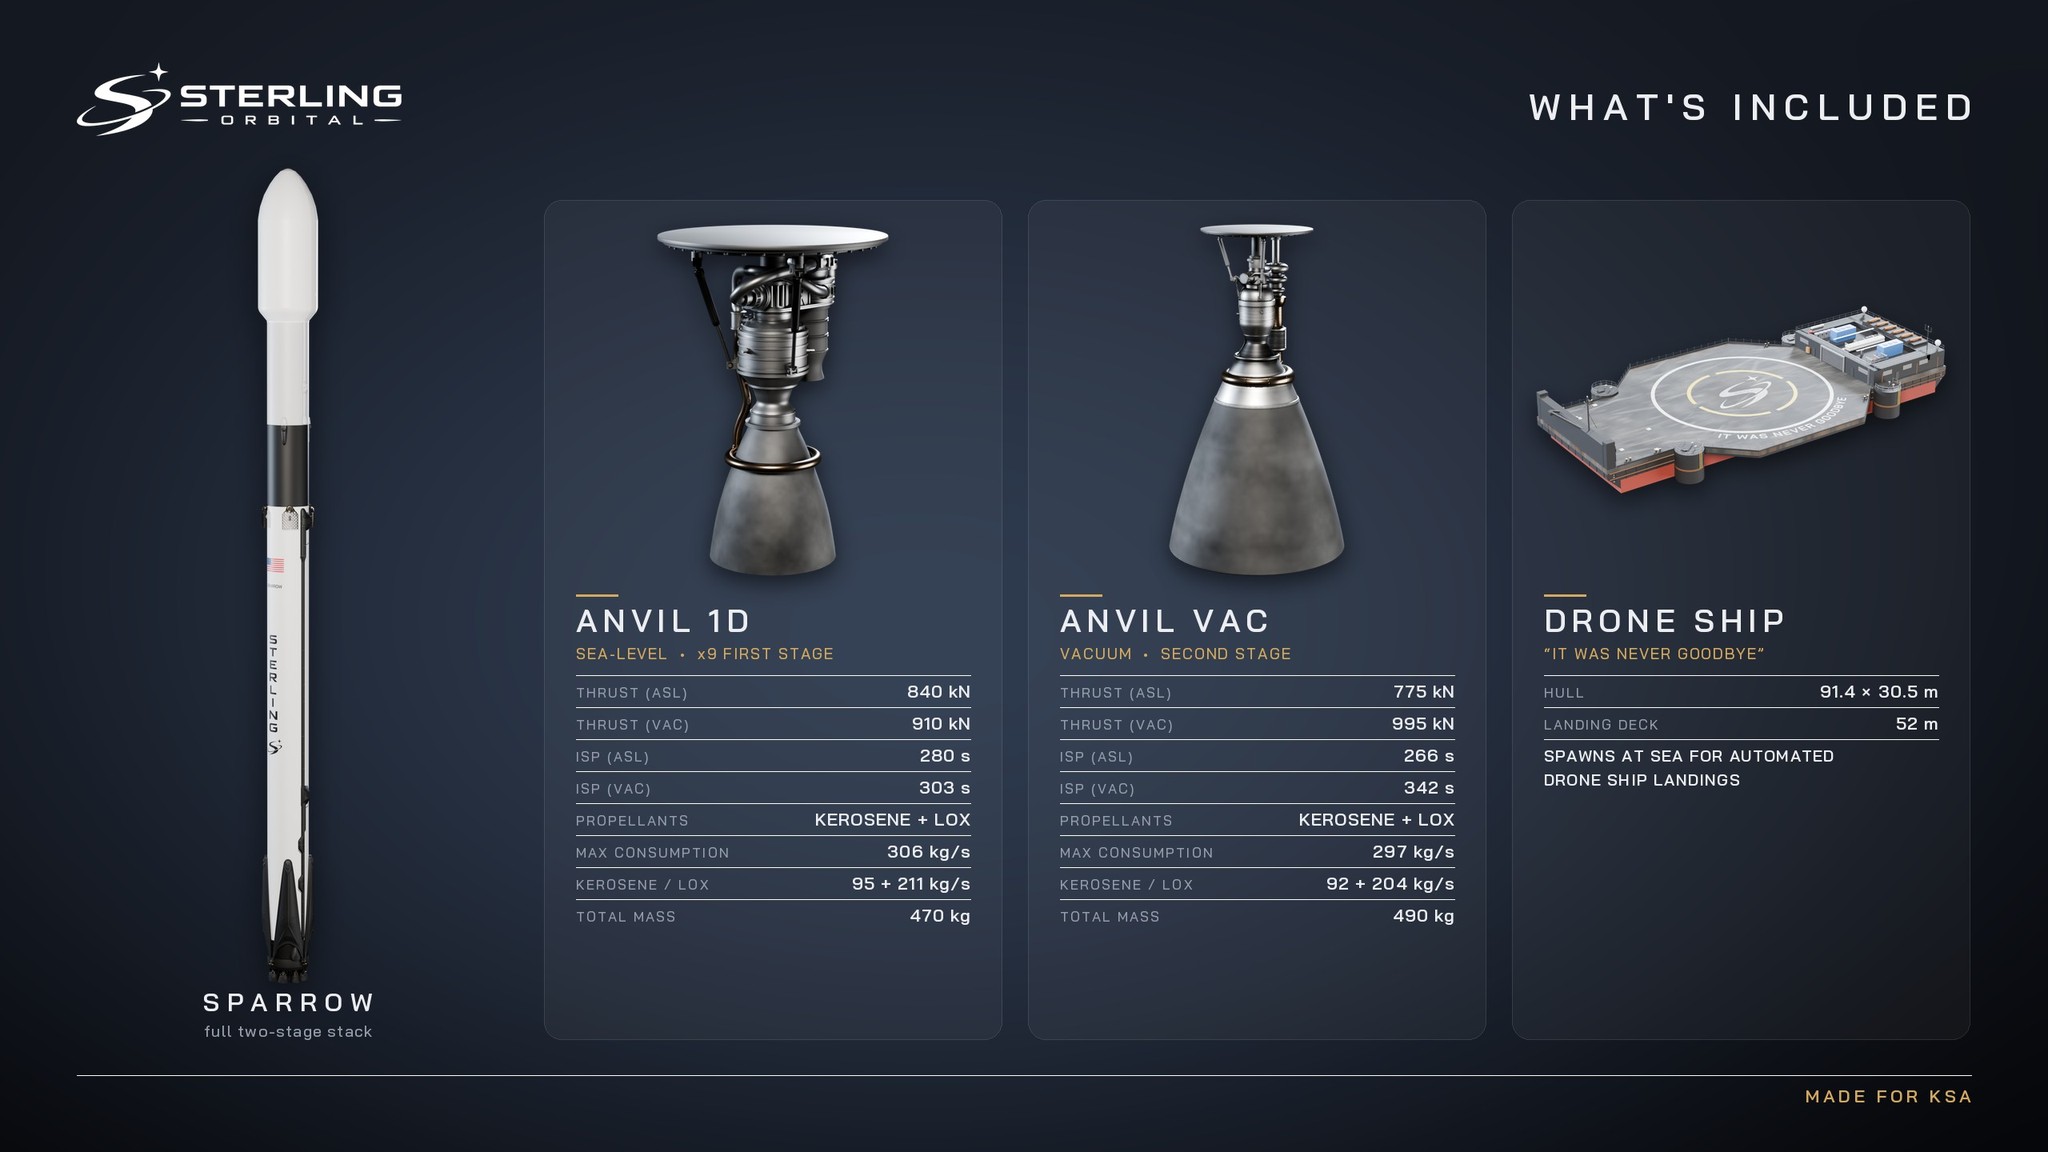 STERLING
ORBITAL
WHAT'S INCLUDED
STERLING
SPARROW
full two-stage stack
ANVIL 1D
SEA-LEVEL • x9 FIRST STAGE
THRUST (ASL) 840 kN
THRUST (VAC) 910 kN
ISP (ASL) 280 s
ISP (VAC) 303 s
PROPELLANTS KEROSENE + LOX
MAX CONSUMPTION 306 kg/s
KEROSENE / LOX 95 + 211 kg/s
TOTAL MASS 470 kg
ANVIL VAC
VACUUM • SECOND STAGE
THRUST (ASL) 775 kN
THRUST (VAC) 995 kN
ISP (ASL) 266 s
ISP (VAC) 342 s
PROPELLANTS KEROSENE + LOX
MAX CONSUMPTION 297 kg/s
KEROSENE / LOX 92 + 204 kg/s
TOTAL MASS 490 kg
IT WAS NEVER GOODBYE
DRONE SHIP
“IT WAS NEVER GOODBYE”
HULL 91.4 × 30.5 m
LANDING DECK 52 m
SPAWNS AT SEA FOR AUTOMATED
DRONE SHIP LANDINGS
MADE FOR KSA